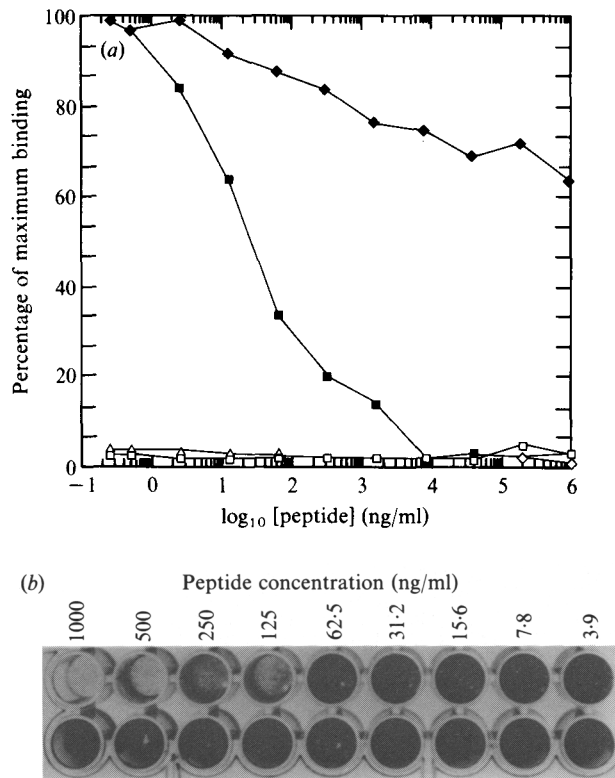 100
(a)
80
60
40
20
0
Percentage of maximum binding
−1 0 1 2 3 4 5 6
log₁₀ [peptide] (ng/ml)
(b)
Peptide concentration (ng/ml)
1000 500 250 125 62·5 31·2 15·6 7·8 3·9